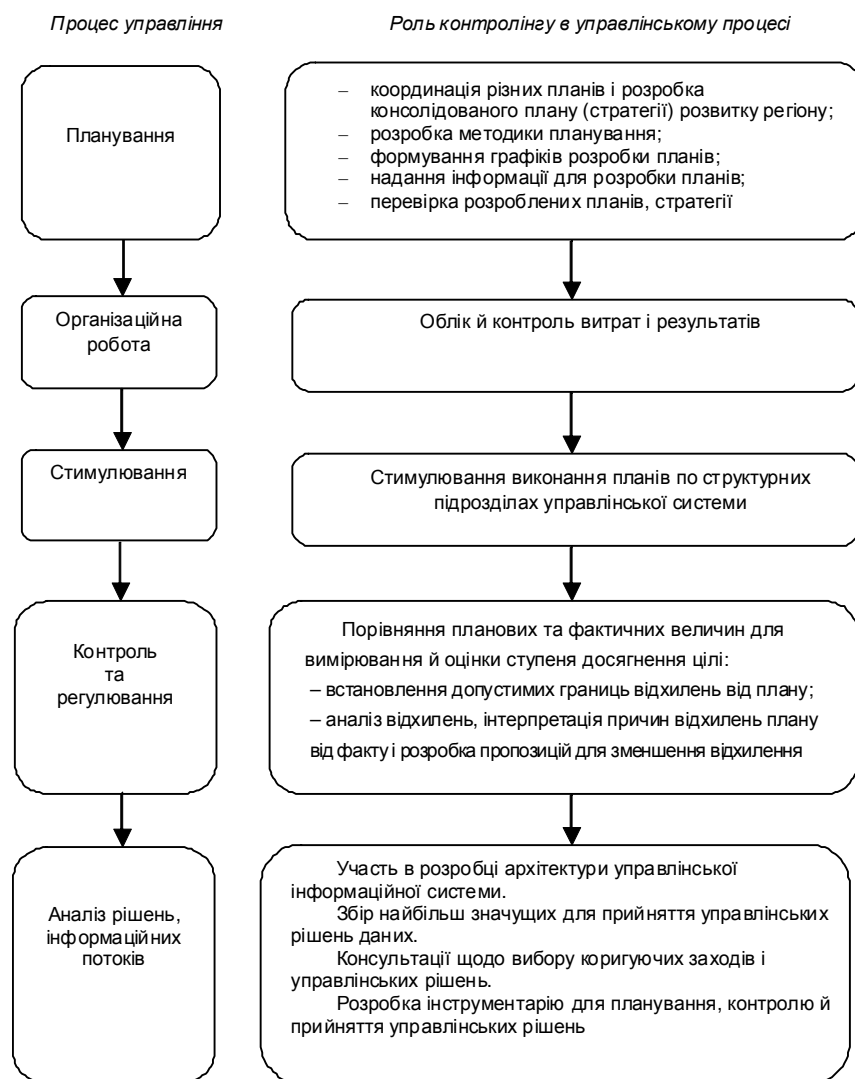 Процес управління
Роль контролінгу в управлінському процесі
Планування
– координація різних планів і розробка
консолідованого плану (стратегії) розвитку регіону;
– розробка методики планування;
– формування графіків розробки планів;
– надання інформації для розробки планів;
– перевірка розроблених планів, стратегії
Організаційна
робота
Облік й контроль витрат і результатів
Стимулювання
Стимулювання виконання планів по структурних
підрозділах управлінської системи
Контроль
та
регулювання
Порівняння планових та фактичних величин для
вимірювання й оцінки ступеня досягнення цілі:
– встановлення допустимих границь відхилень від плану;
– аналіз відхилень, інтерпретація причин відхилень плану
від факту і розробка пропозицій для зменшення відхилення
Аналіз рішень,
інформаційних
потоків
Участь в розробці архітектури управлінської
інформаційної системи.
Збір найбільш значущих для прийняття управлінських
рішень даних.
Консультації щодо вибору коригуючих заходів і
управлінських рішень.
Розробка інструментарію для планування, контролю й
прийняття управлінських рішень